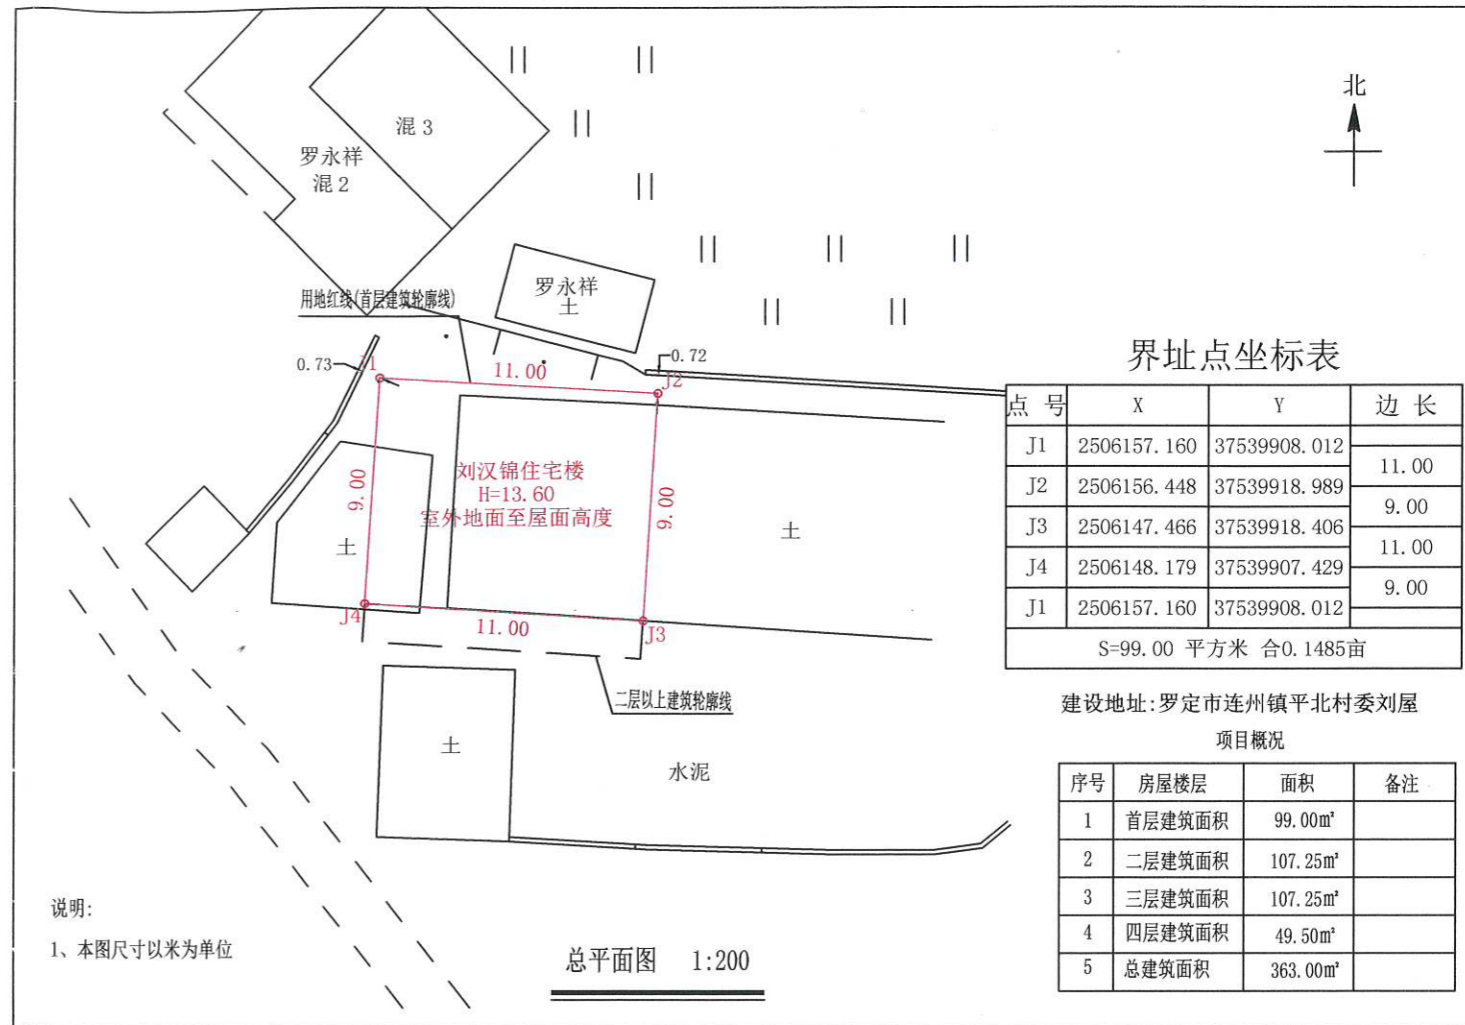 北
混 3
罗永祥
混 2
罗永祥
土
用地红线(首层建筑轮廓线)
0.73
J1
11.00
0.72
J2
9.00
刘汉锦住宅楼
H=13.60
室外地面至屋面高度
9.00
土
土
J4
11.00
J3
二层以上建筑轮廓线
土
水泥
界址点坐标表
点 号 X Y 边 长
J1 2506157.160 37539908.012
11.00
J2 2506156.448 37539918.989
9.00
J3 2506147.466 37539918.406
11.00
J4 2506148.179 37539907.429
9.00
J1 2506157.160 37539908.012
S=99.00 平方米 合0.1485亩
建设地址:罗定市连州镇平北村委刘屋
项目概况
序号 房屋楼层 面积 备注
1 首层建筑面积 99.00㎡
2 二层建筑面积 107.25㎡
3 三层建筑面积 107.25㎡
4 四层建筑面积 49.50㎡
5 总建筑面积 363.00㎡
说明:
1、本图尺寸以米为单位
总平面图 1:200